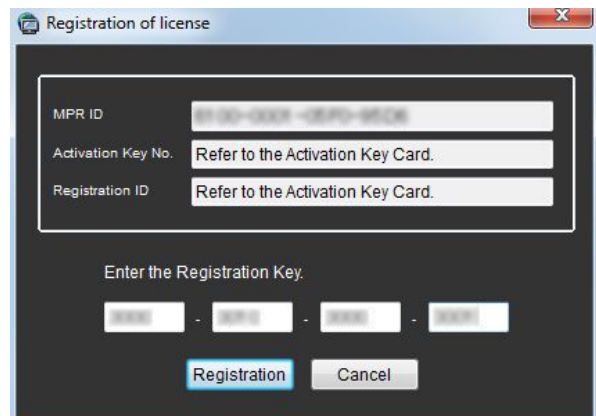 Registration of license
MPR ID
Activation Key No. Refer to the Activation Key Card.
Registration ID Refer to the Activation Key Card.
Enter the Registration Key.
- - -
Registration Cancel